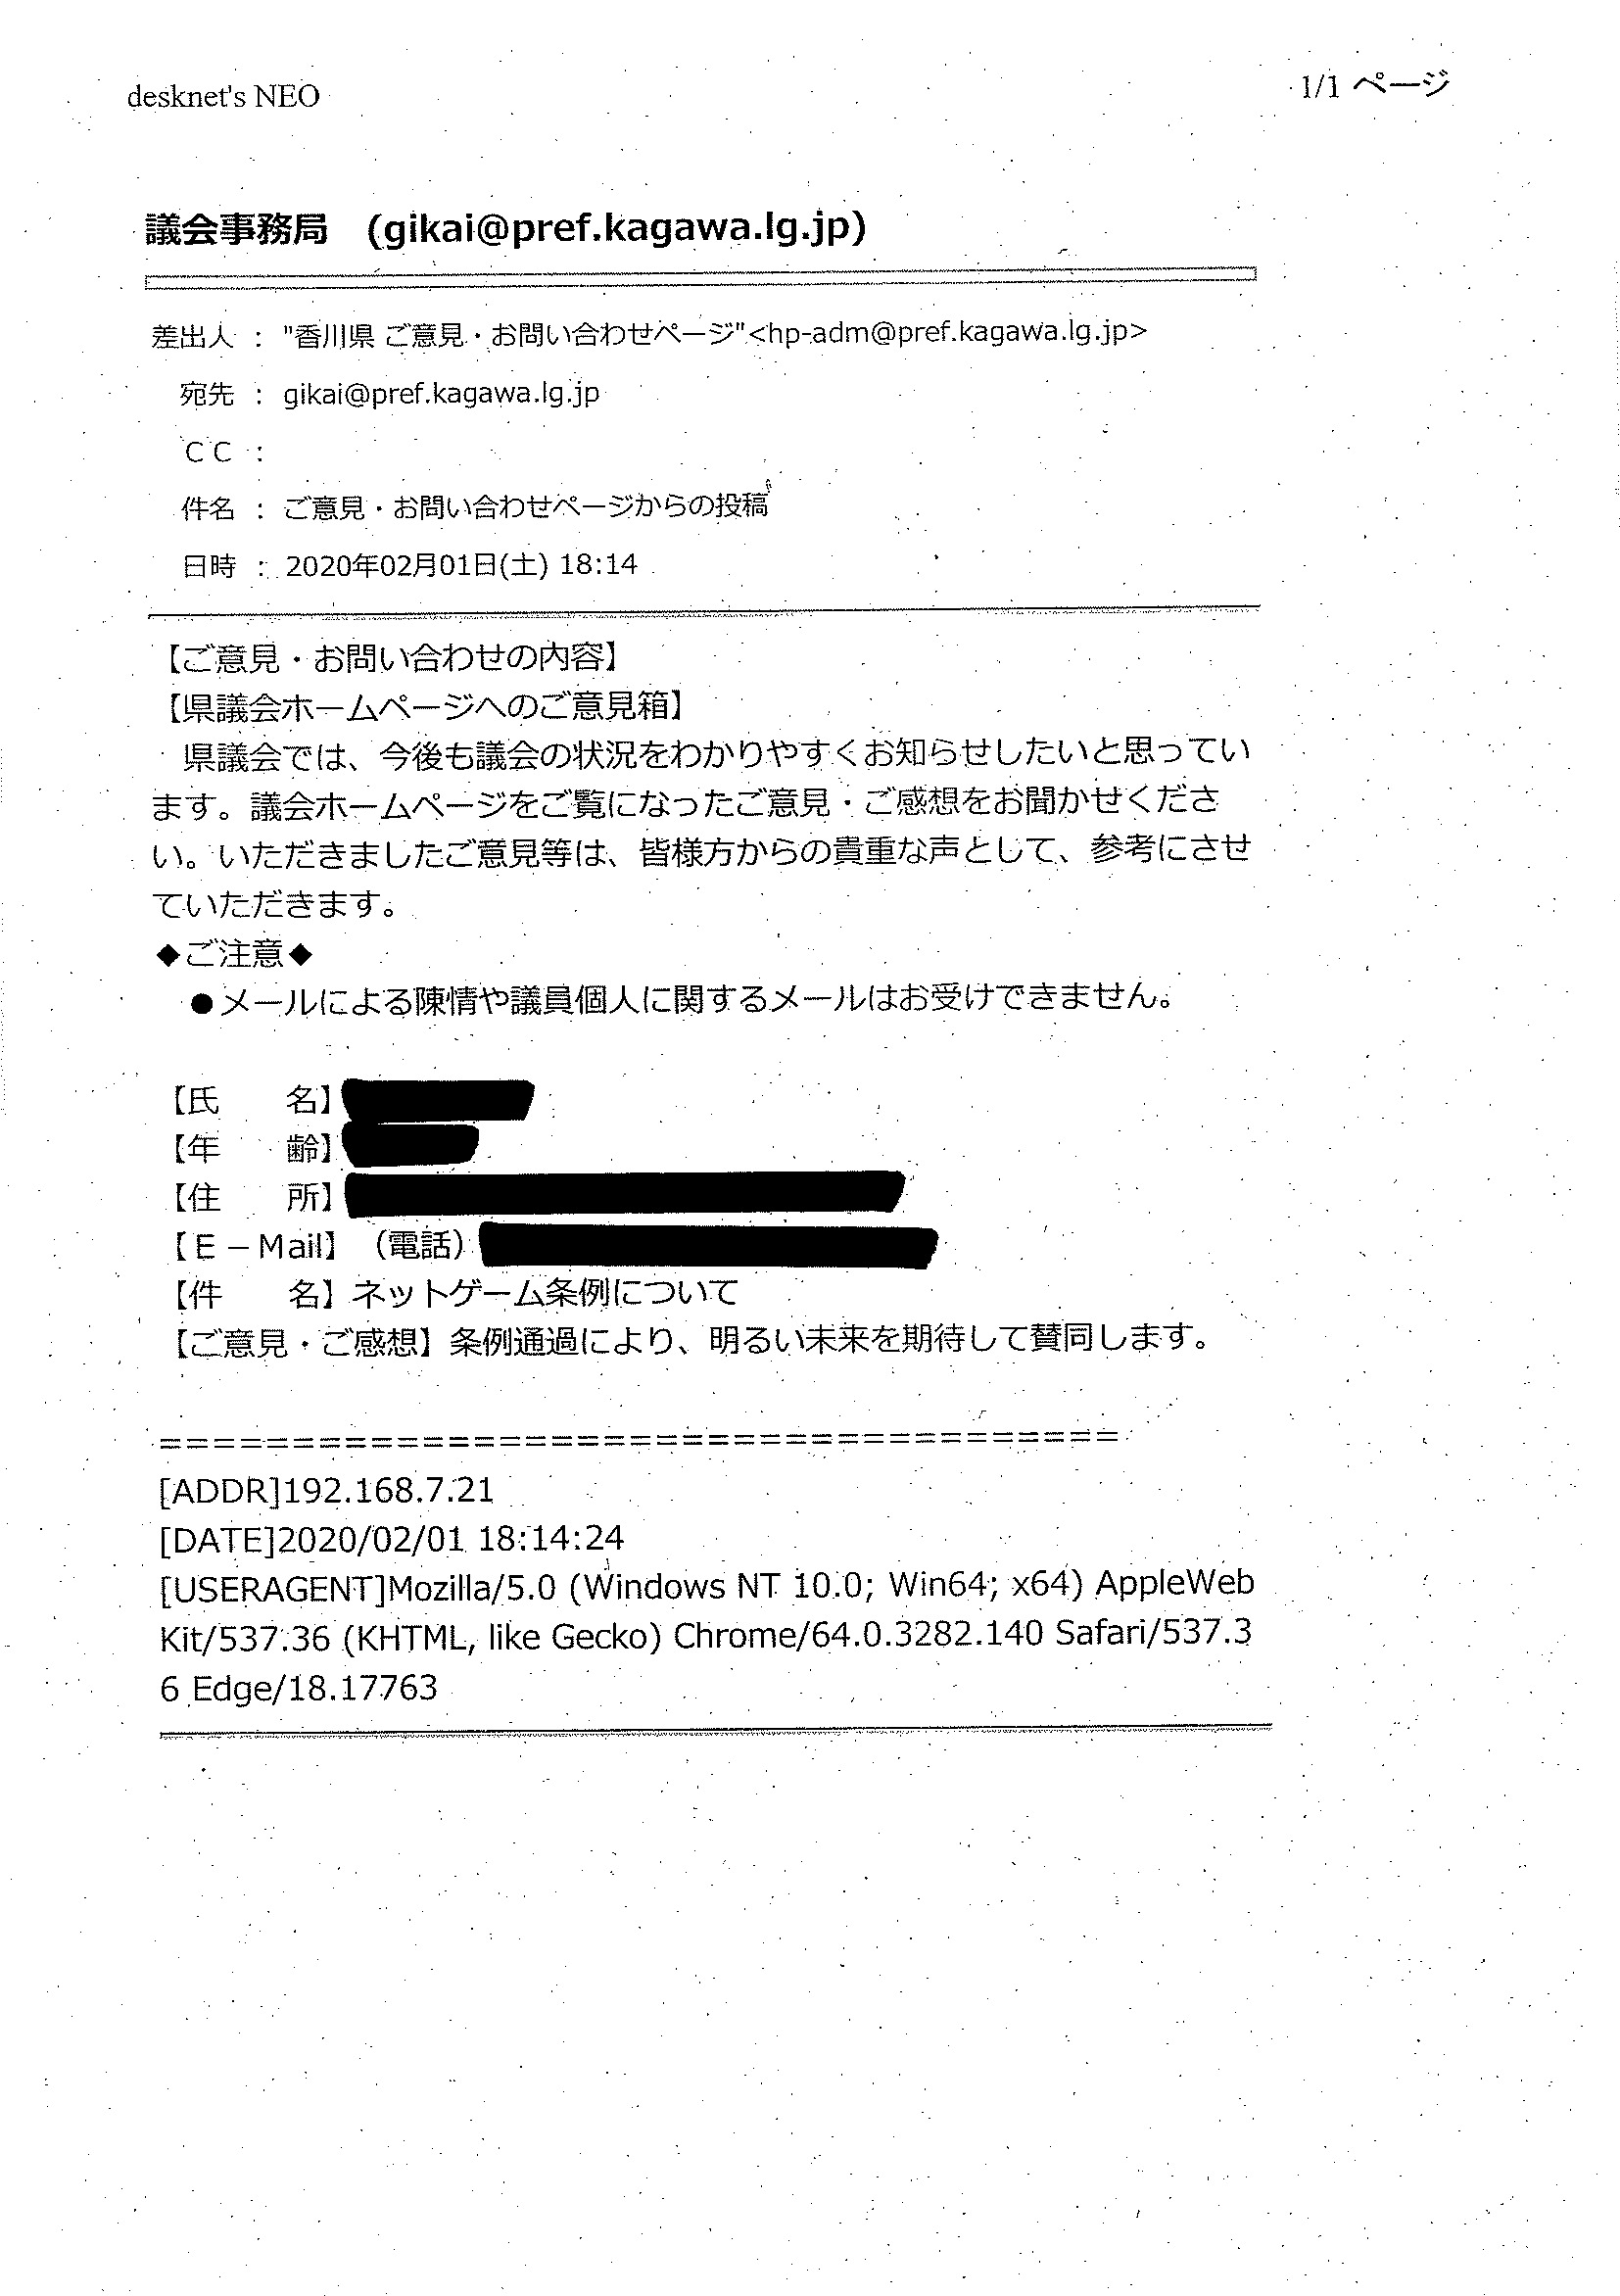 desknet's NEO
1/1 ページ
議会事務局　(gikai@pref.kagawa.lg.jp)
差出人 ： "香川県 ご意見・お問い合わせページ"<hp-adm@pref.kagawa.lg.jp>
宛先 ： gikai@pref.kagawa.lg.jp
ＣＣ ：
件名 ： ご意見・お問い合わせページからの投稿
日時 ： 2020年02月01日(土) 18:14
【ご意見・お問い合わせの内容】
【県議会ホームページへのご意見箱】
　県議会では、今後も議会の状況をわかりやすくお知らせしたいと思ってい
ます。議会ホームページをご覧になったご意見・ご感想をお聞かせくださ
い。いただきましたご意見等は、皆様方からの貴重な声として、参考にさせ
ていただきます。
◆ご注意◆
　●メールによる陳情や議員個人に関するメールはお受けできません。
【氏　　名】
【年　　齢】
【住　　所】
【Ｅ－Mail】（電話）
【件　　名】ネットゲーム条例について
【ご意見・ご感想】条例通過により、明るい未来を期待して賛同します。
======================================
[ADDR]192.168.7.21
[DATE]2020/02/01 18:14:24
[USERAGENT]Mozilla/5.0 (Windows NT 10.0; Win64; x64) AppleWeb
Kit/537.36 (KHTML, like Gecko) Chrome/64.0.3282.140 Safari/537.3
6 Edge/18.17763